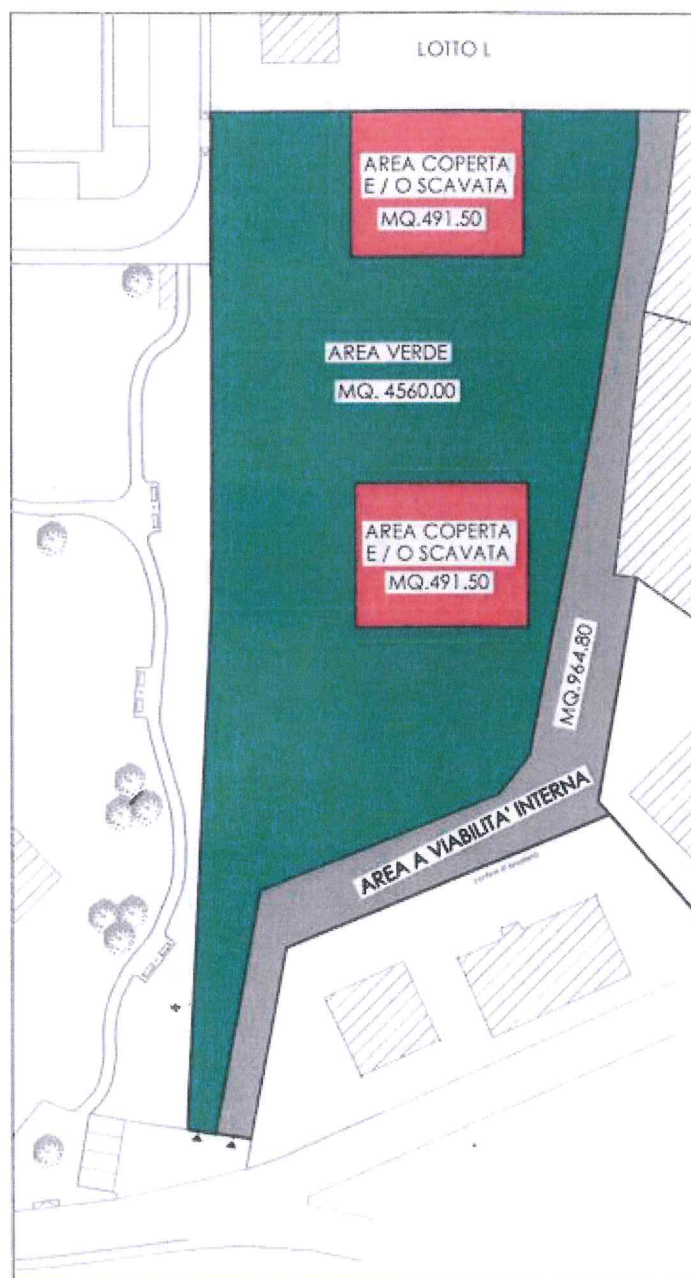 LOTTO L
AREA COPERTA
E / O SCAVATA
MQ.491.50
AREA VERDE
MQ. 4560.00
AREA COPERTA
E / O SCAVATA
MQ.491.50
MQ.964.80
AREA A VIABILITA' INTERNA